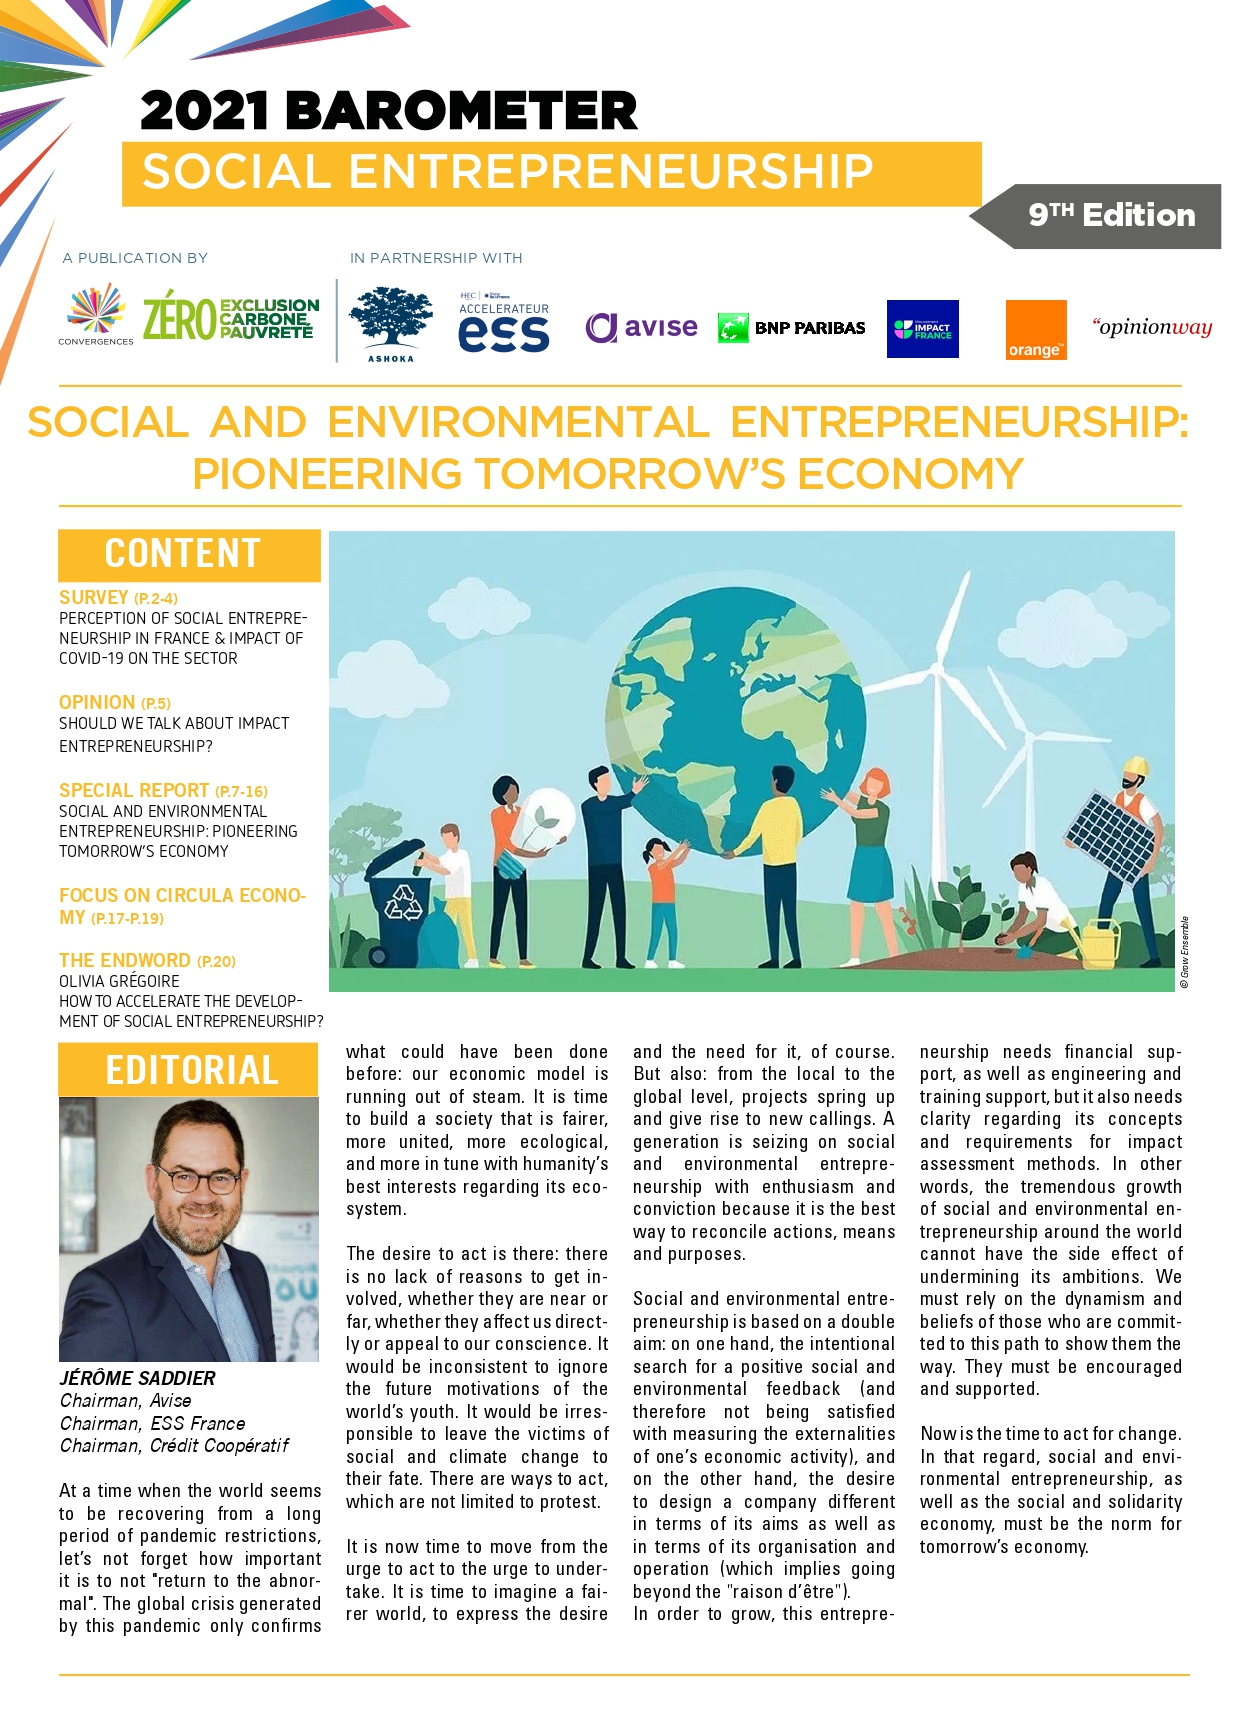 2021 BAROMETER
SOCIAL ENTREPRENEURSHIP
9TH Edition
A PUBLICATION BY
IN PARTNERSHIP WITH
CONVERGENCES
ZÉRO EXCLUSION
CARBONE
PAUVRETÉ
ASHOKA
HEC
ACCELERATEUR
ess
avise
BNP PARIBAS
IMPACT
FRANCE
orange™
“opinionway
SOCIAL AND ENVIRONMENTAL ENTREPRENEURSHIP:
PIONEERING TOMORROW’S ECONOMY
CONTENT
SURVEY (P.2-4)
PERCEPTION OF SOCIAL ENTREPRE-
NEURSHIP IN FRANCE & IMPACT OF
COVID-19 ON THE SECTOR
OPINION (P.5)
SHOULD WE TALK ABOUT IMPACT
ENTREPRENEURSHIP?
SPECIAL REPORT (P.7-16)
SOCIAL AND ENVIRONMENTAL
ENTREPRENEURSHIP: PIONEERING
TOMORROW’S ECONOMY
FOCUS ON CIRCULA ECONO-
MY (P.17-P.19)
THE ENDWORD (P.20)
OLIVIA GRÉGOIRE
HOW TO ACCELERATE THE DEVELOP-
MENT OF SOCIAL ENTREPRENEURSHIP?
© Grow Ensemble
EDITORIAL
JÉRÔME SADDIER
Chairman, Avise
Chairman, ESS France
Chairman, Crédit Coopératif
At a time when the world seems
to be recovering from a long
period of pandemic restrictions,
let’s not forget how important
it is to not "return to the abnor-
mal". The global crisis generated
by this pandemic only confirms
what could have been done
before: our economic model is
running out of steam. It is time
to build a society that is fairer,
more united, more ecological,
and more in tune with humanity’s
best interests regarding its eco-
system.
The desire to act is there: there
is no lack of reasons to get in-
volved, whether they are near or
far, whether they affect us direct-
ly or appeal to our conscience. It
would be inconsistent to ignore
the future motivations of the
world’s youth. It would be irres-
ponsible to leave the victims of
social and climate change to
their fate. There are ways to act,
which are not limited to protest.
It is now time to move from the
urge to act to the urge to under-
take. It is time to imagine a fai-
rer world, to express the desire
and the need for it, of course.
But also: from the local to the
global level, projects spring up
and give rise to new callings. A
generation is seizing on social
and environmental entrepre-
neurship with enthusiasm and
conviction because it is the best
way to reconcile actions, means
and purposes.
Social and environmental entre-
preneurship is based on a double
aim: on one hand, the intentional
search for a positive social and
environmental feedback (and
therefore not being satisfied
with measuring the externalities
of one’s economic activity), and
on the other hand, the desire
to design a company different
in terms of its aims as well as
in terms of its organisation and
operation (which implies going
beyond the "raison d’être").
In order to grow, this entrepre-
neurship needs financial sup-
port, as well as engineering and
training support, but it also needs
clarity regarding its concepts
and requirements for impact
assessment methods. In other
words, the tremendous growth
of social and environmental en-
trepreneurship around the world
cannot have the side effect of
undermining its ambitions. We
must rely on the dynamism and
beliefs of those who are commit-
ted to this path to show them the
way. They must be encouraged
and supported.
Now is the time to act for change.
In that regard, social and envi-
ronmental entrepreneurship, as
well as the social and solidarity
economy, must be the norm for
tomorrow’s economy.